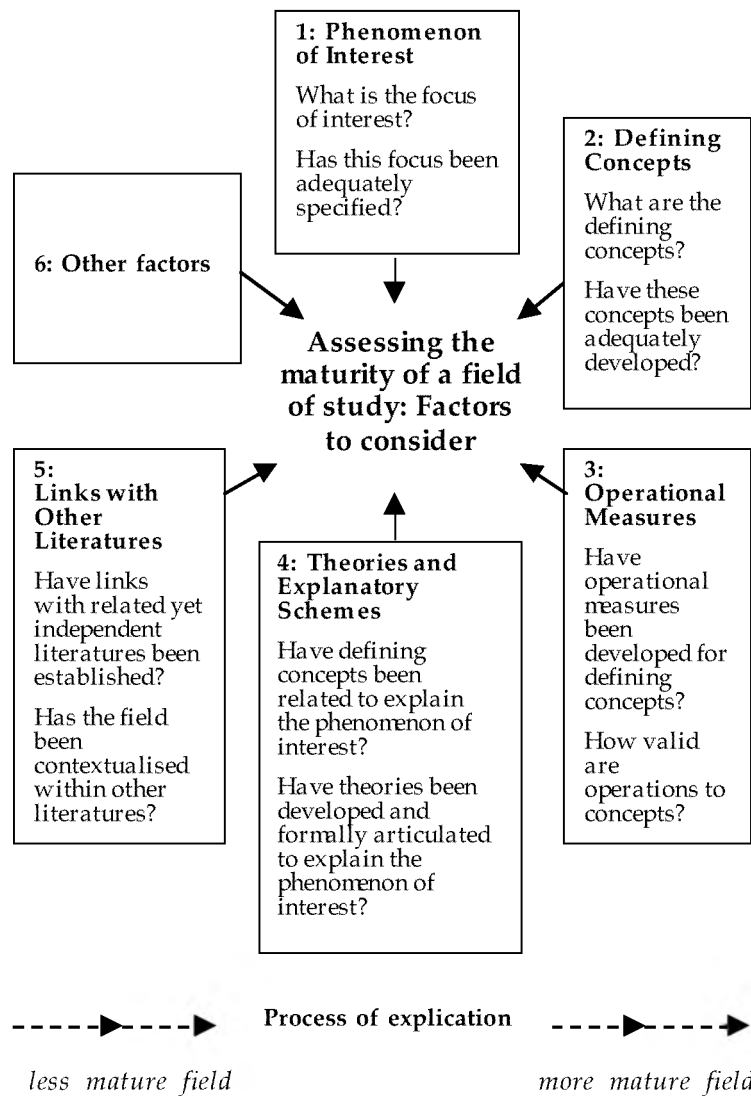 1: Phenomenon
of Interest
What is the focus
of interest?
Has this focus been
adequately
specified?
2: Defining
Concepts
What are the
defining
concepts?
Have these
concepts been
adequately
developed?
6: Other factors
Assessing the
maturity of a field
of study: Factors
to consider
5:
Links with
Other
Literatures
Have links
with related yet
independent
literatures been
established?
Has the field
been
contextualised
within other
literatures?
4: Theories and
Explanatory
Schemes
Have defining
concepts been
related to explain
the phenomenon of
interest?
Have theories been
developed and
formally articulated
to explain the
phenomenon of
interest?
3:
Operational
Measures
Have
operational
measures
been
developed for
defining
concepts?
How valid
are
operations to
concepts?
Process of explication
less mature field
more mature field